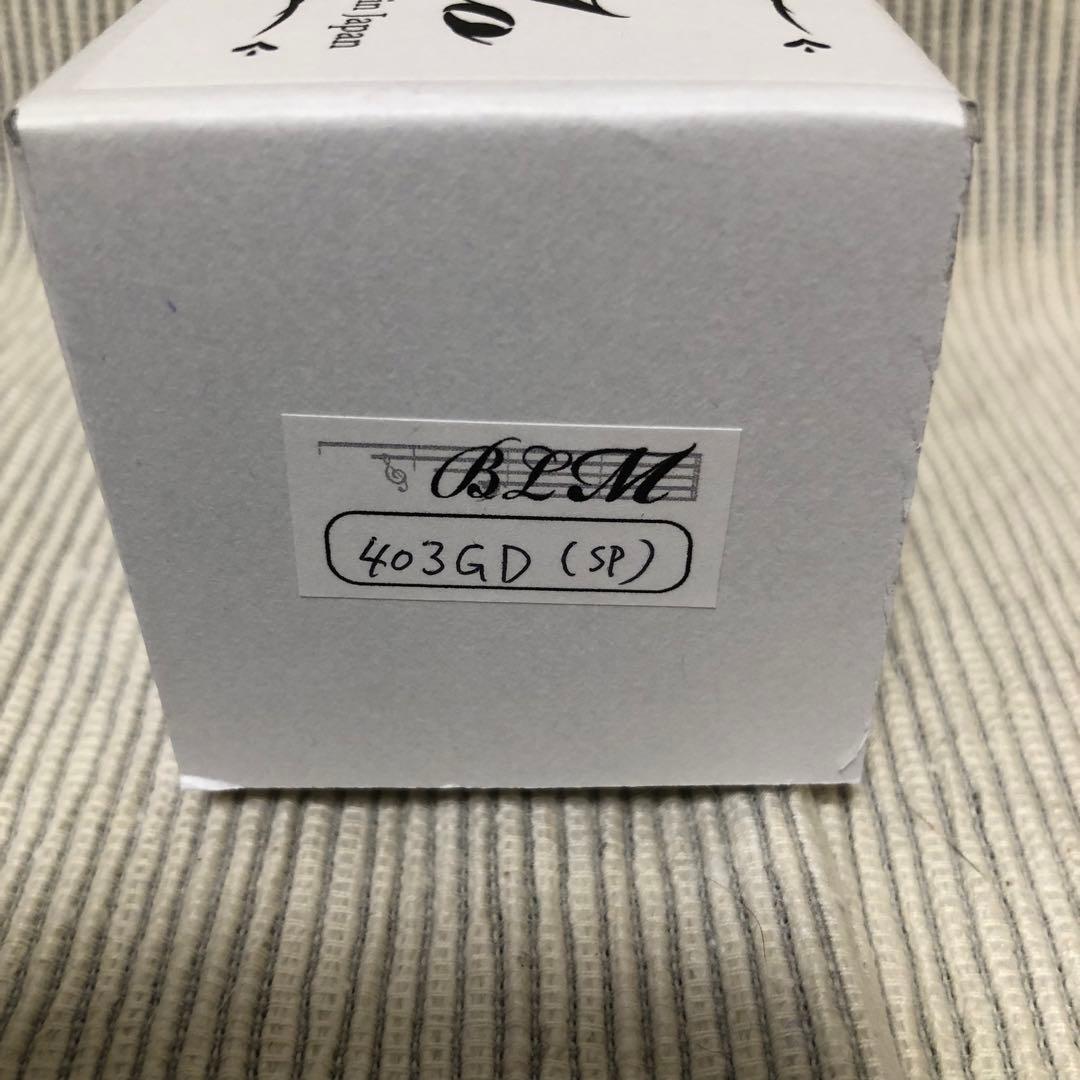 in Japan
BLM
403GD (SP)